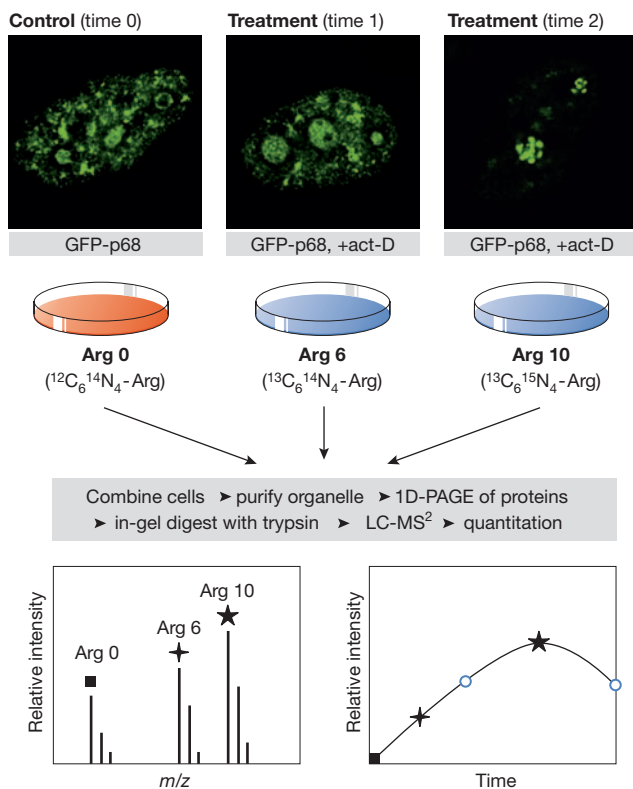 Control (time 0)
Treatment (time 1)
Treatment (time 2)
GFP-p68
GFP-p68, +act-D
GFP-p68, +act-D
Arg 0
(¹²C₆¹⁴N₄-Arg)
Arg 6
(¹³C₆¹⁴N₄-Arg)
Arg 10
(¹³C₆¹⁵N₄-Arg)
Combine cells ➤ purify organelle ➤ 1D-PAGE of proteins
➤ in-gel digest with trypsin ➤ LC-MS² ➤ quantitation
Relative intensity
Arg 0
Arg 6
Arg 10
m/z
Relative intensity
Time